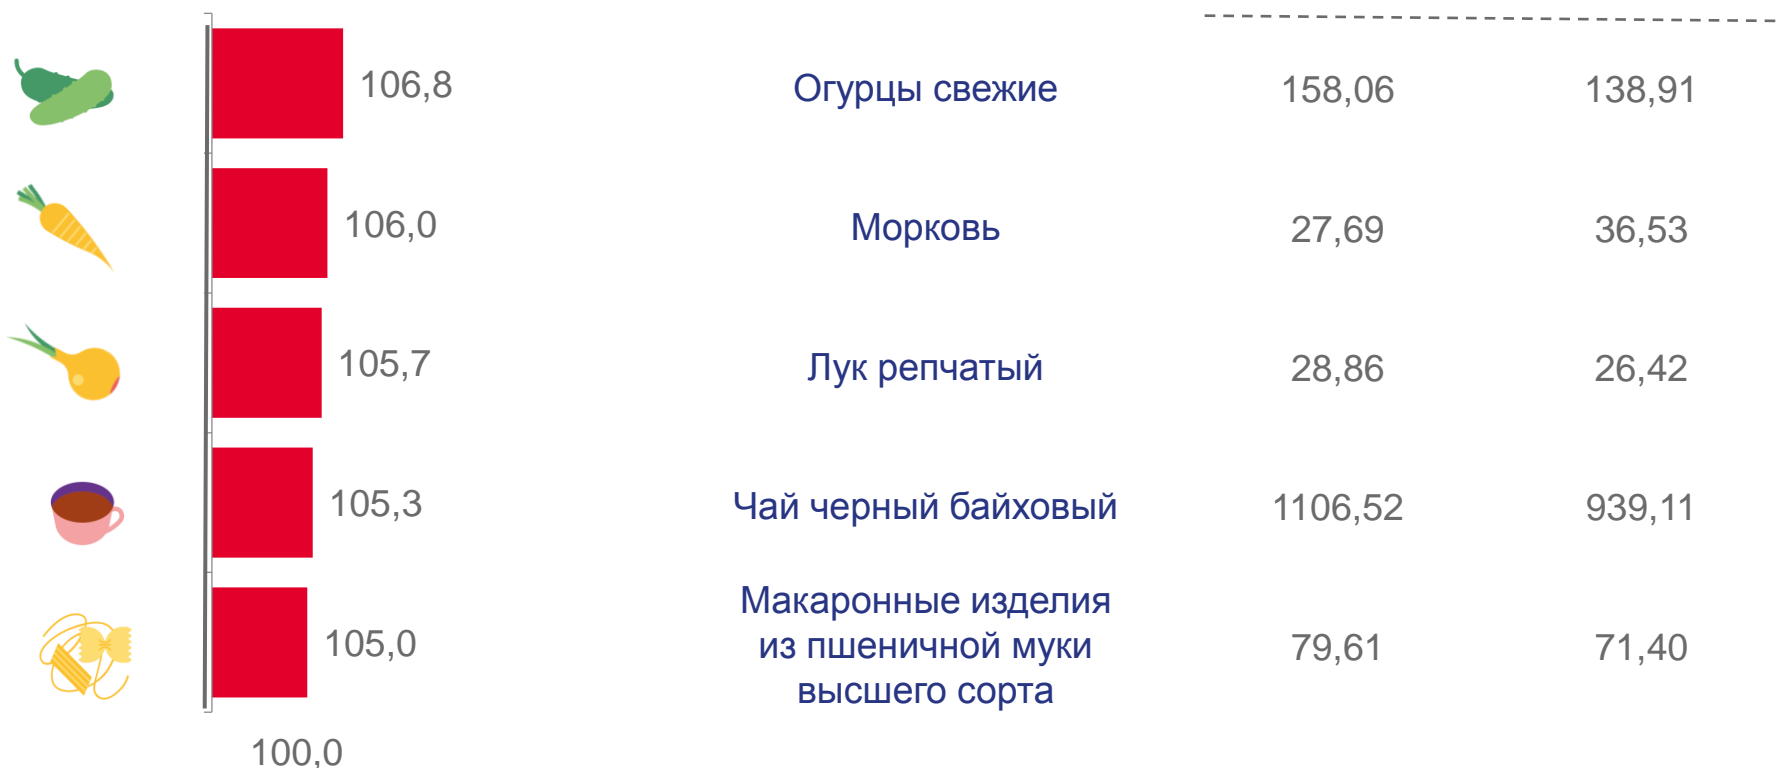 106,8 Огурцы свежие 158,06 138,91
106,0 Морковь 27,69 36,53
105,7 Лук репчатый 28,86 26,42
105,3 Чай черный байховый 1106,52 939,11
Макаронные изделия
105,0 из пшеничной муки 79,61 71,40
высшего сорта
100,0